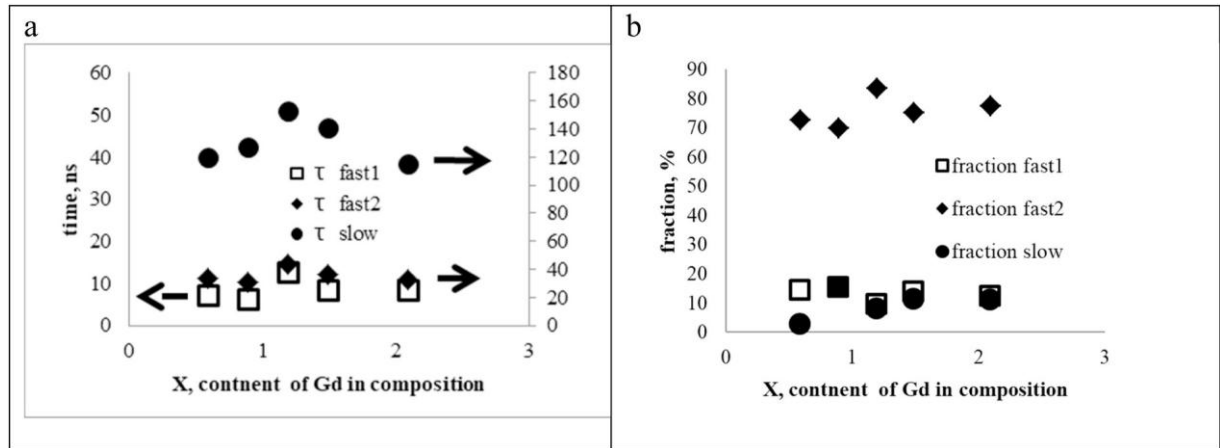 a
60
50
40
30
20
10
0
time, ns
180
160
140
120
100
80
60
40
20
0
τ fast1
τ fast2
τ slow
0 1 2 3
X, contnent of Gd in composition
b
90
80
70
60
50
40
30
20
10
0
fraction, %
fraction fast1
fraction fast2
fraction slow
0 1 2 3
X, contnent of Gd in composition